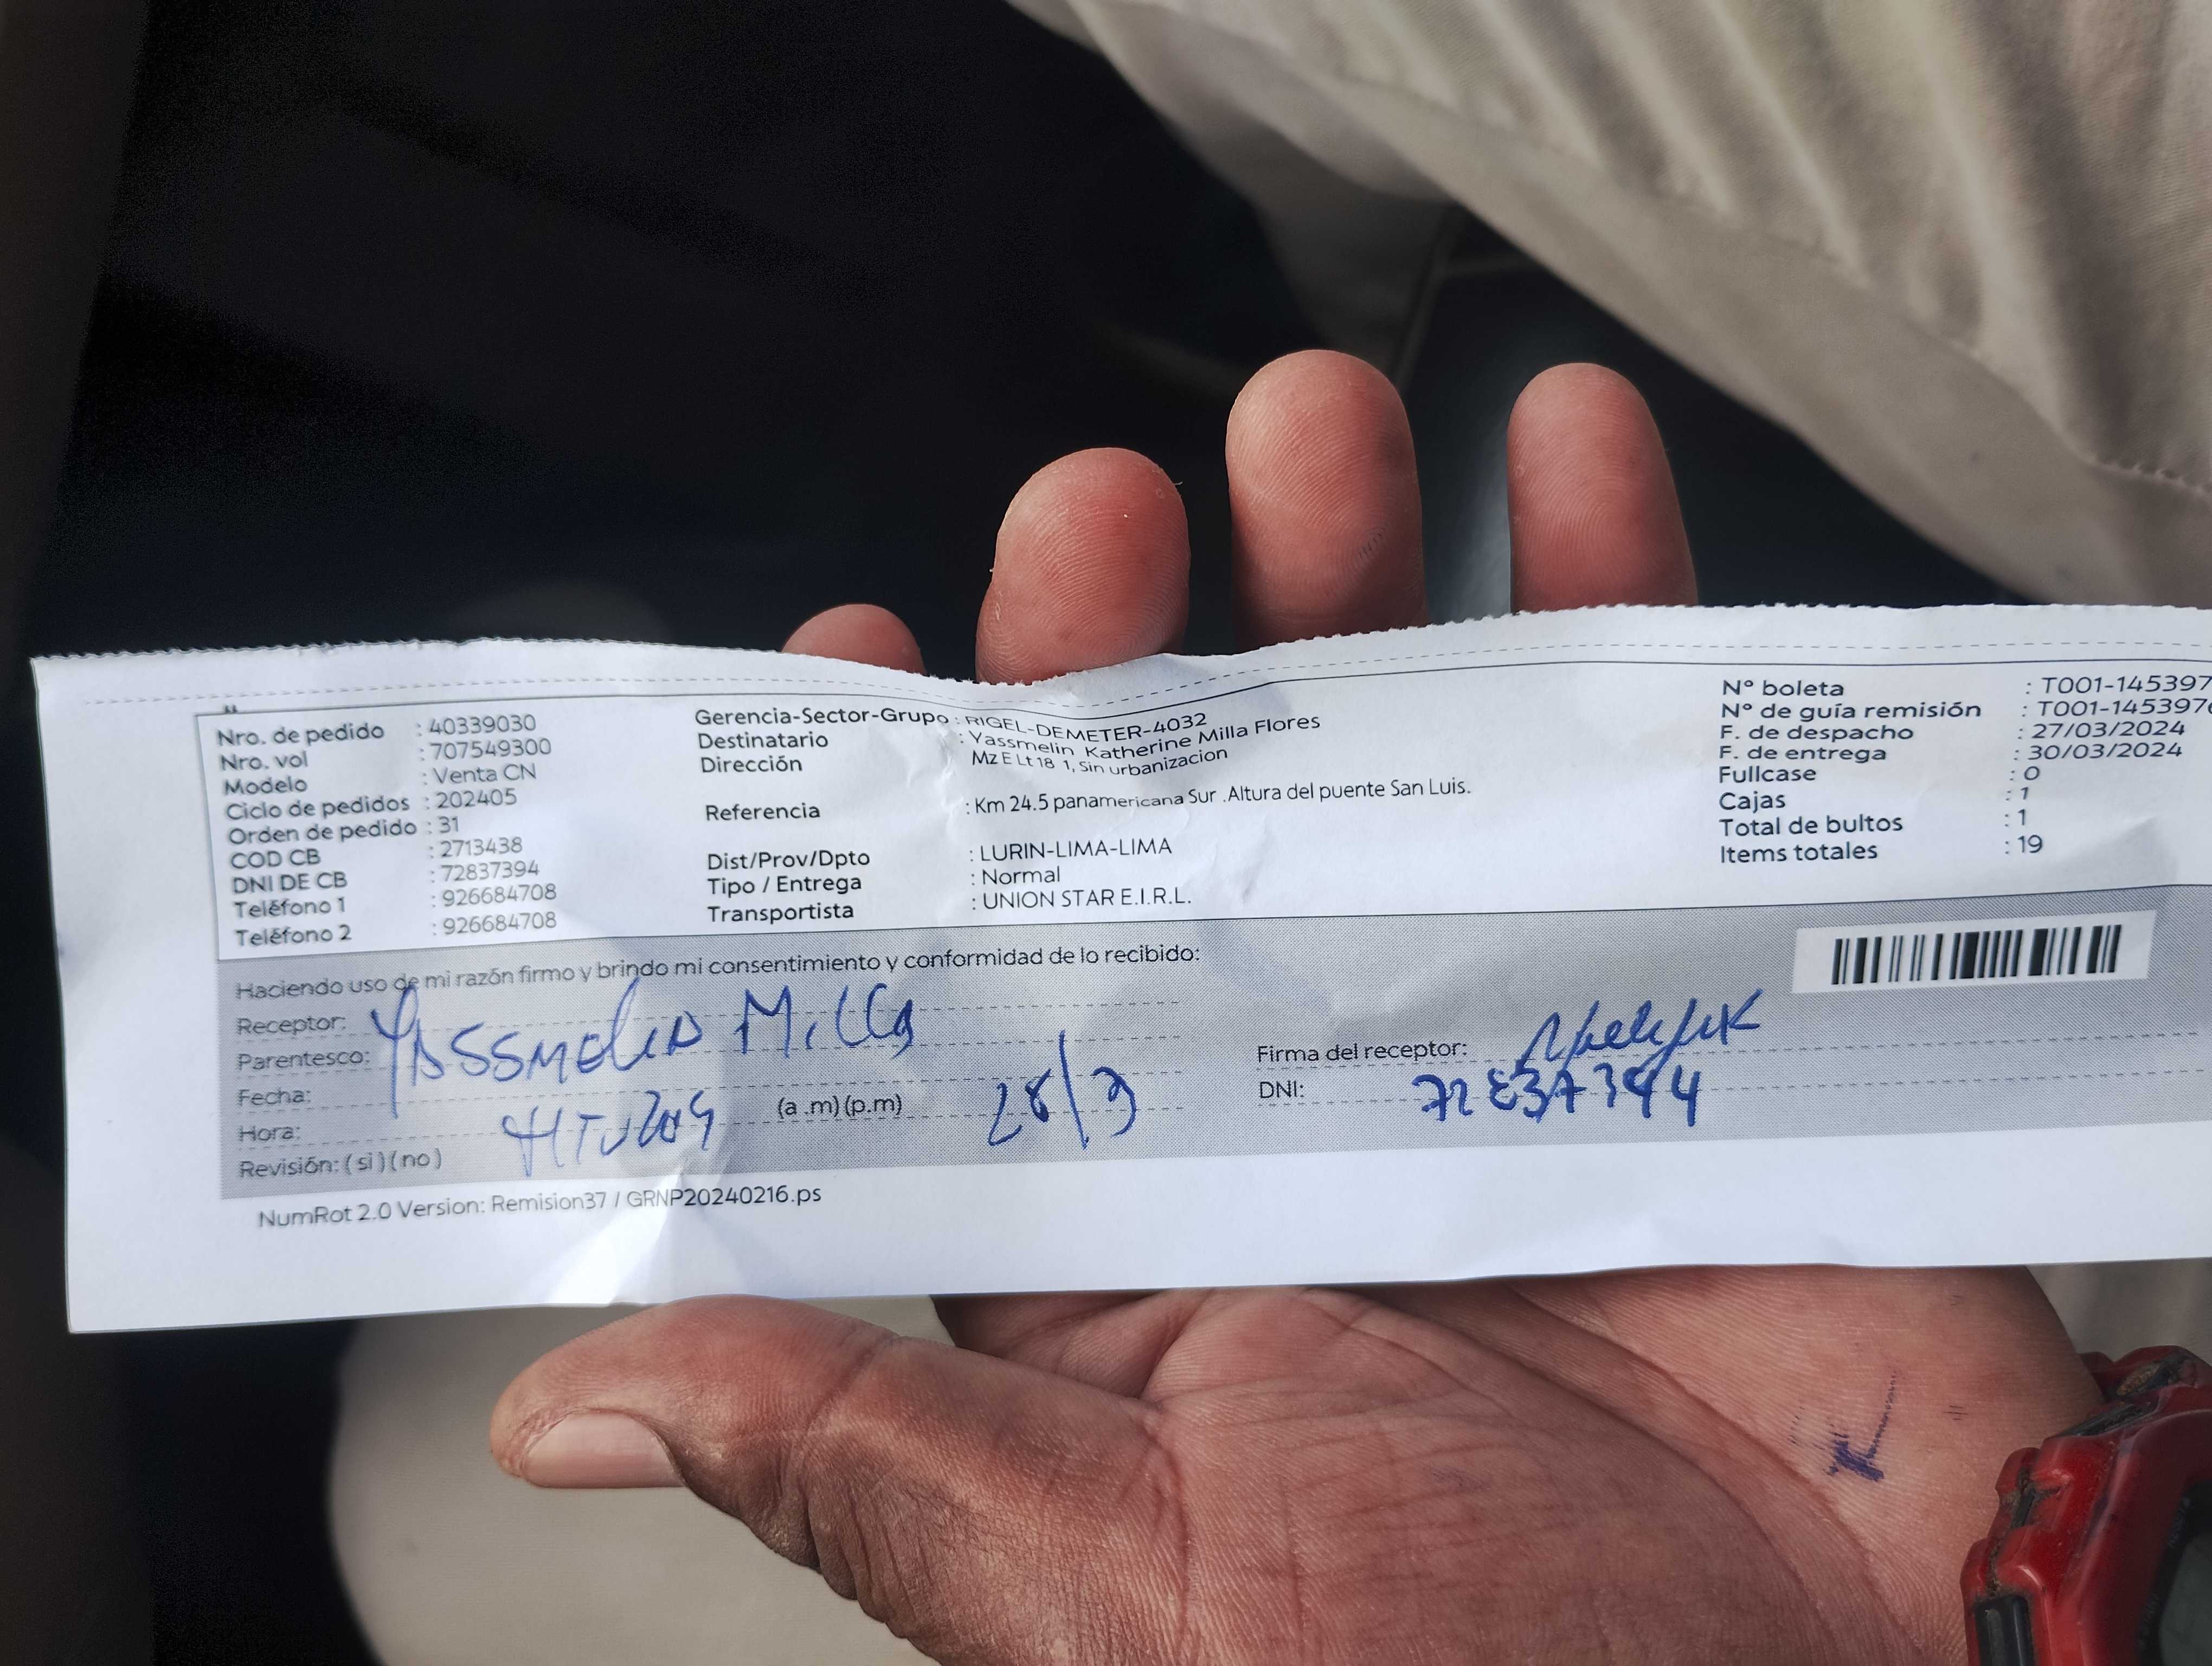 Nro. de pedido : 40339030
Nro. vol : 707549300
Modelo : Venta CN
Ciclo de pedidos : 202405
Orden de pedido : 31
COD CB : 2713438
DNI DE CB : 72837394
Teléfono 1 : 926684708
Teléfono 2 : 926684708
Gerencia-Sector-Grupo : RIGEL-DEMETER-4032
Destinatario : Yassmelin Katherine Milla Flores
Dirección Mz E Lt 18 1, Sin urbanizacion
Referencia : Km 24.5 panamericana Sur .Altura del puente San Luis.
Dist/Prov/Dpto : LURIN-LIMA-LIMA
Tipo / Entrega : Normal
Transportista : UNION STAR E.I.R.L.
N° boleta : T001-145397
N° de guía remisión : T001-145397
F. de despacho : 27/03/2024
F. de entrega : 30/03/2024
Fullcase : 0
Cajas : 1
Total de bultos : 1
Items totales : 19
Haciendo uso de mi razón firmo y brindo mi consentimiento y conformidad de lo recibido:
Receptor: Yassmelin Milla
Parentesco:
Fecha:
Hora: (a .m) (p.m) 28/3
Revisión: ( si ) ( no )
Firma del receptor:
DNI: 72837394
NumRot 2.0 Version: Remision37 / GRNP20240216.ps